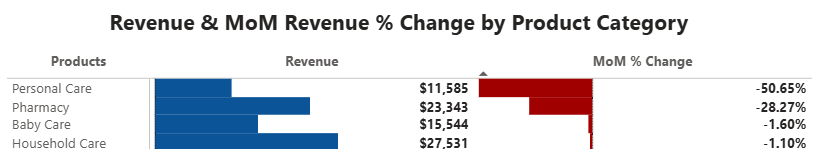 Revenue & MoM Revenue % Change by Product Category
Products Revenue MoM % Change
Personal Care $11,585 -50.65%
Pharmacy $23,343 -28.27%
Baby Care $15,544 -1.60%
Household Care $27,531 -1.10%